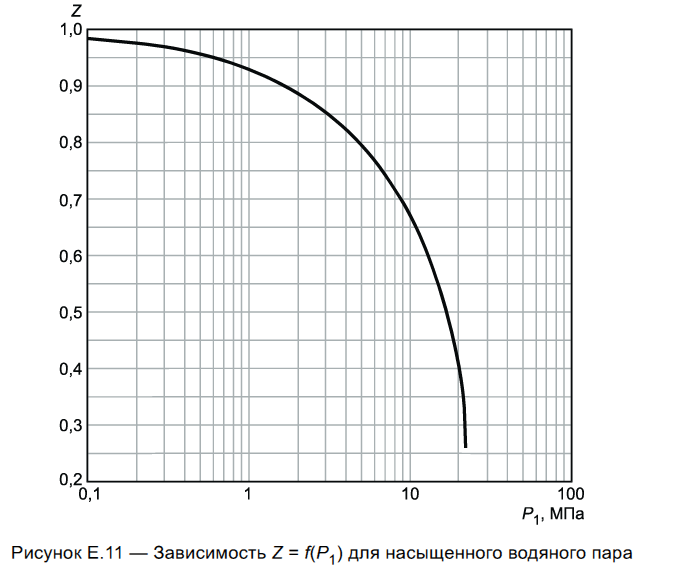 Z
1,0
0,9
0,8
0,7
0,6
0,5
0,4
0,3
0,2
0,1 1 10 100
P1, МПа
Рисунок Е.11 — Зависимость Z = f(P1) для насыщенного водяного пара